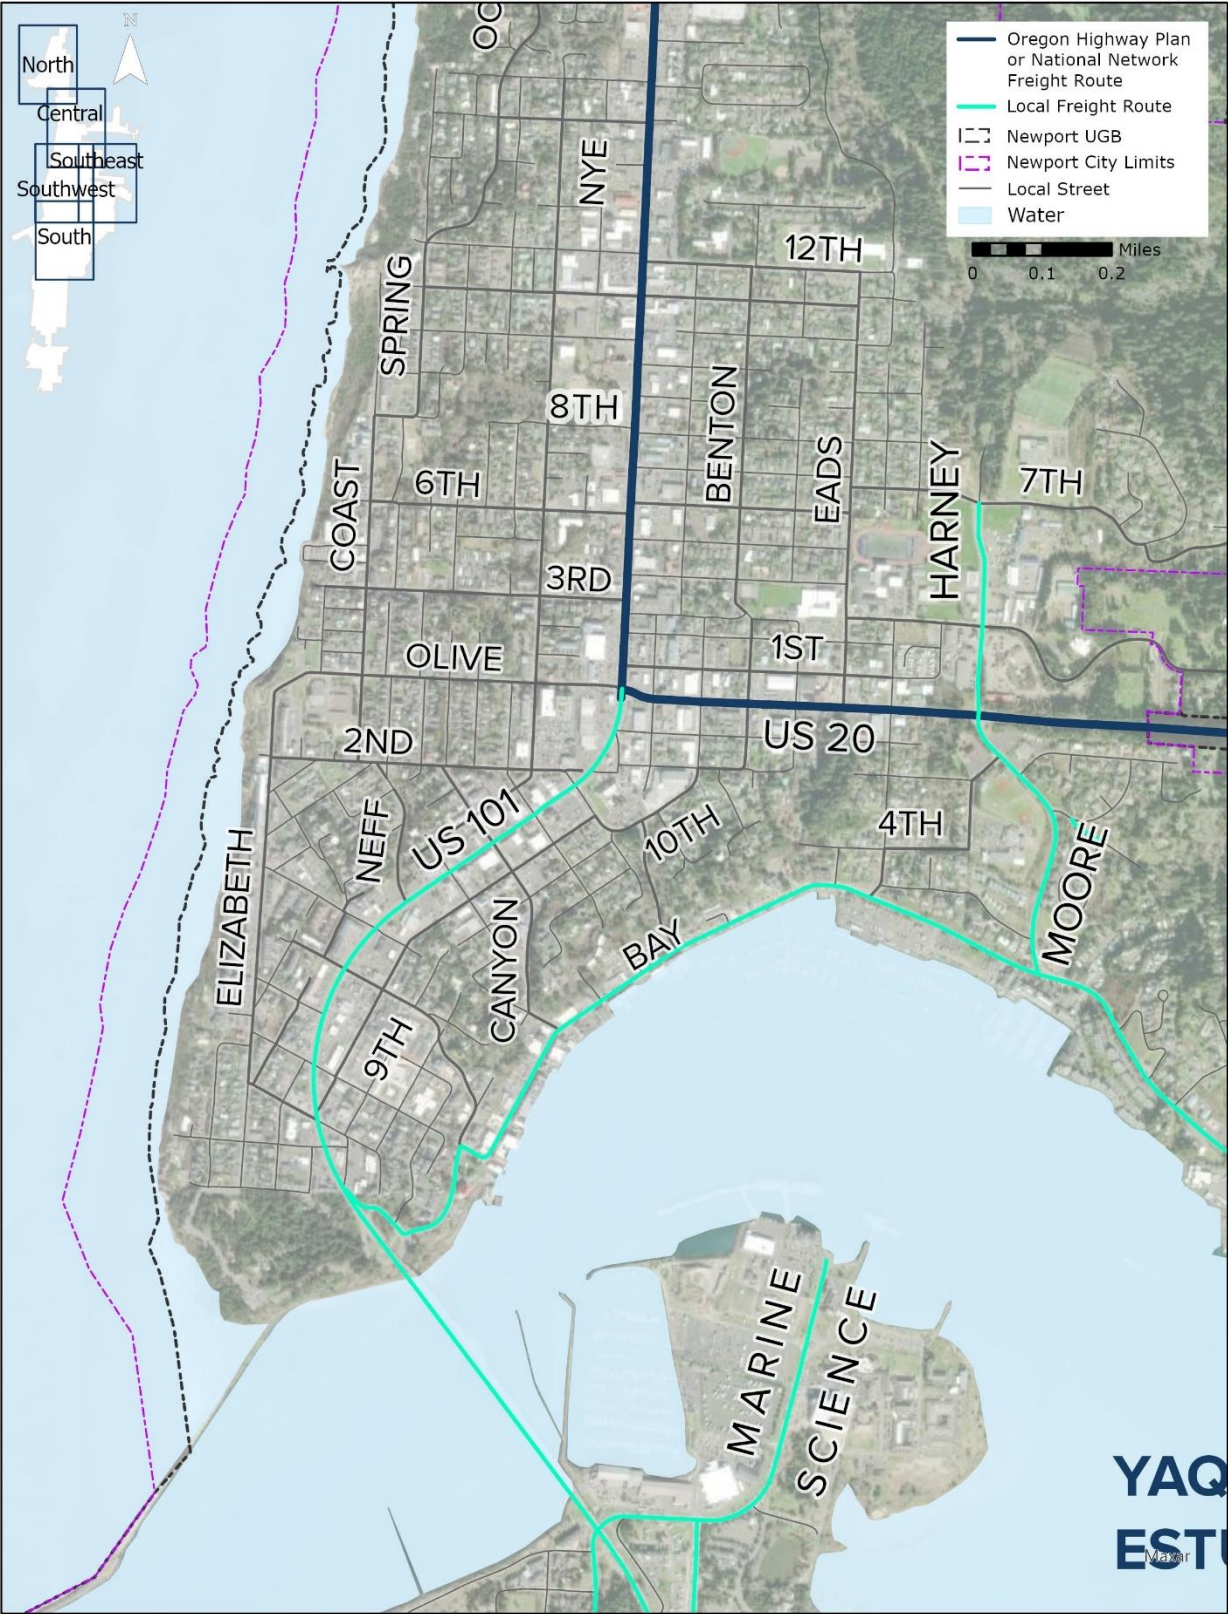 N
North
Central
Southeast
Southwest
South
Oregon Highway Plan
or National Network
Freight Route
Local Freight Route
Newport UGB
Newport City Limits
Local Street
Water
Miles
0 0.1 0.2
OC
NYE
12TH
SPRING
8TH
BENTON
EADS
HARNEY
7TH
6TH
COAST
3RD
1ST
OLIVE
2ND
US 20
NEFF
US 101
10TH
4TH
MOORE
ELIZABETH
CANYON
BAY
9TH
MARINE
SCIENCE
YAQ
ESTU
Maxar